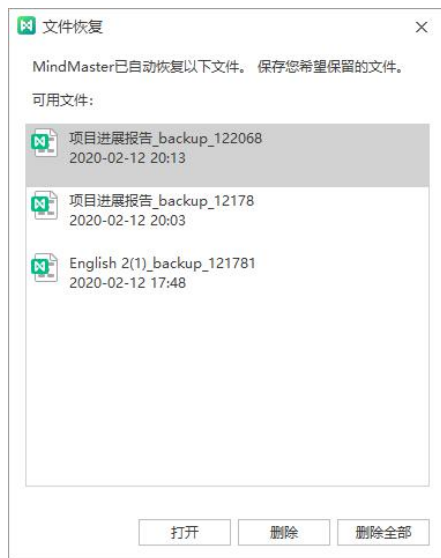 文件恢复
MindMaster已自动恢复以下文件。 保存您希望保留的文件。
可用文件：
项目进展报告_backup_122068
2020-02-12 20:13
项目进展报告_backup_12178
2020-02-12 20:03
English 2(1)_backup_121781
2020-02-12 17:48
打开 删除 删除全部